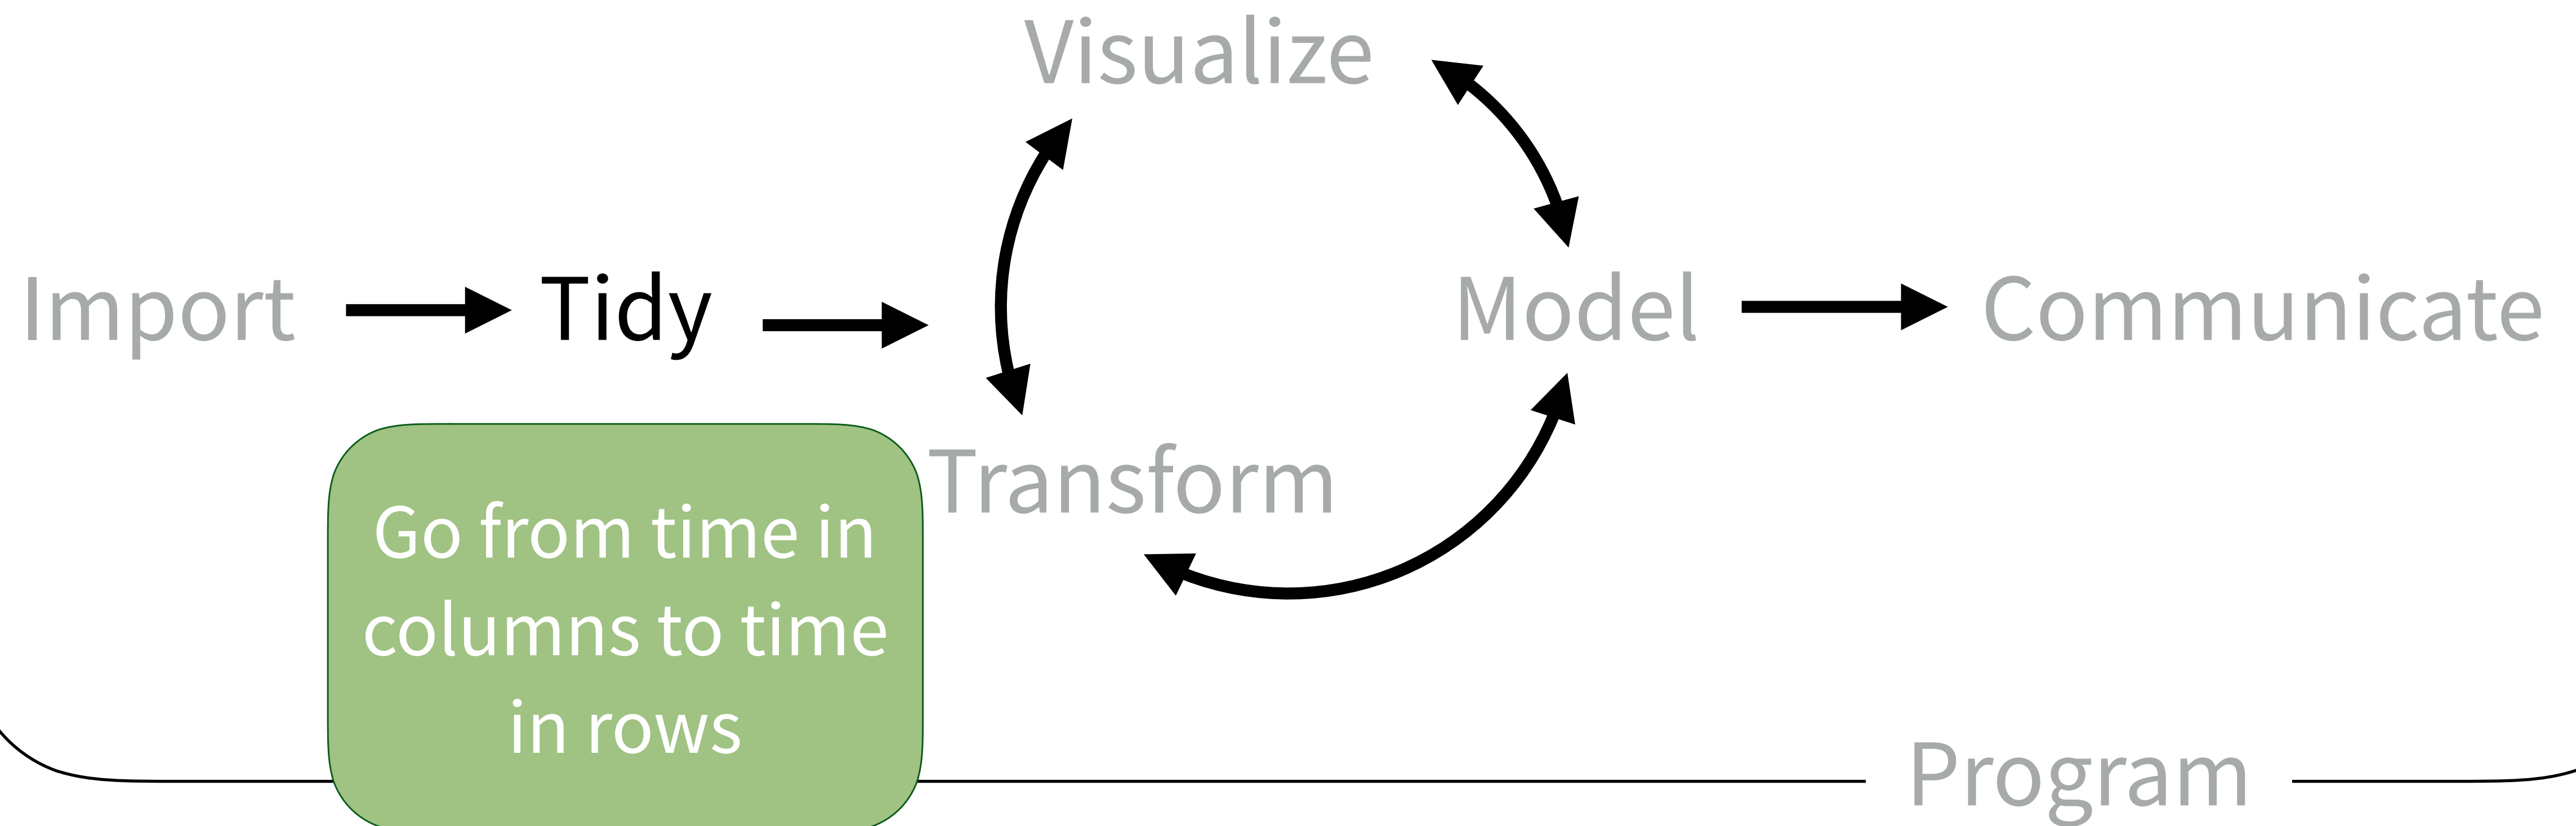 Visualize
Import
Tidy
Model
Communicate
Transform
Go from time in
columns to time
in rows
Program